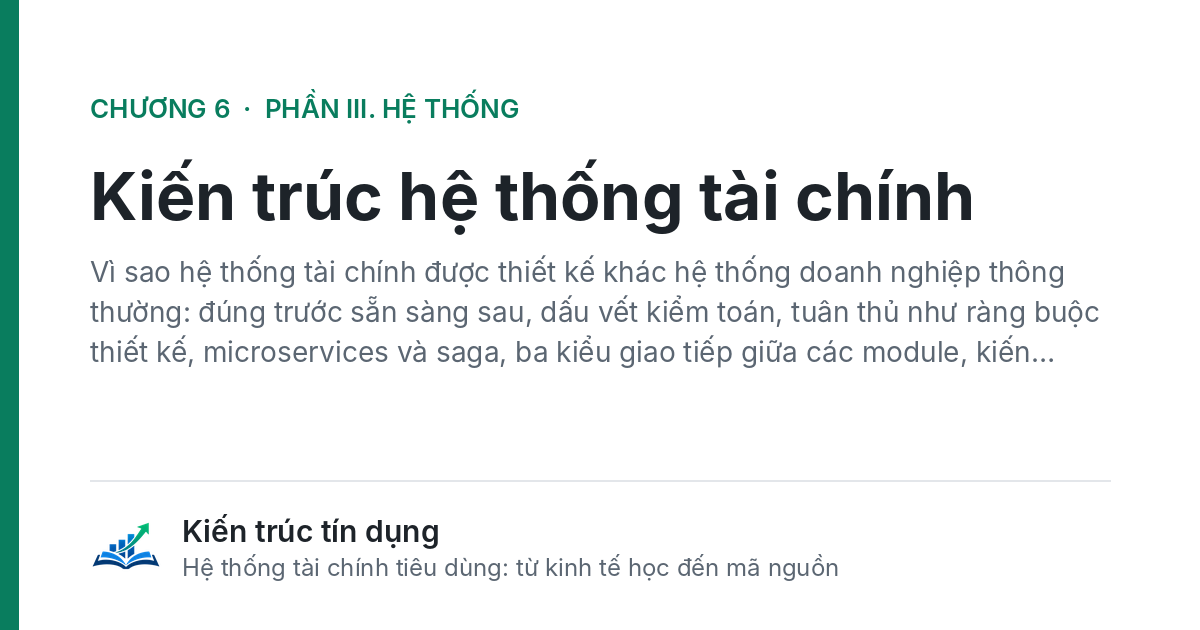 CHƯƠNG 6 · PHẦN III. HỆ THỐNG
Kiến trúc hệ thống tài chính
Vì sao hệ thống tài chính được thiết kế khác hệ thống doanh nghiệp thông
thường: đúng trước sẵn sàng sau, dấu vết kiểm toán, tuân thủ như ràng buộc
thiết kế, microservices và saga, ba kiểu giao tiếp giữa các module, kiến...
Kiến trúc tín dụng
Hệ thống tài chính tiêu dùng: từ kinh tế học đến mã nguồn